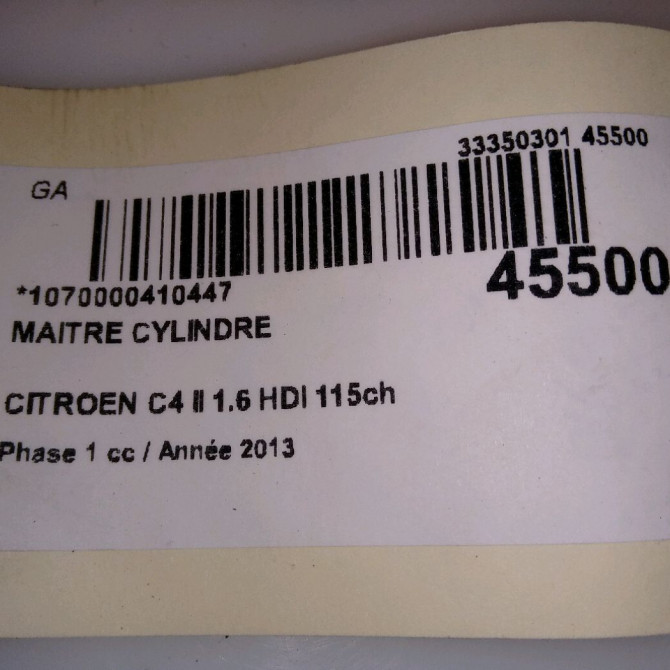 33350301 45500
GA
*1070000410447
45500
MAITRE CYLINDRE
CITROEN C4 II 1.6 HDI 115ch
Phase 1 cc / Année 2013